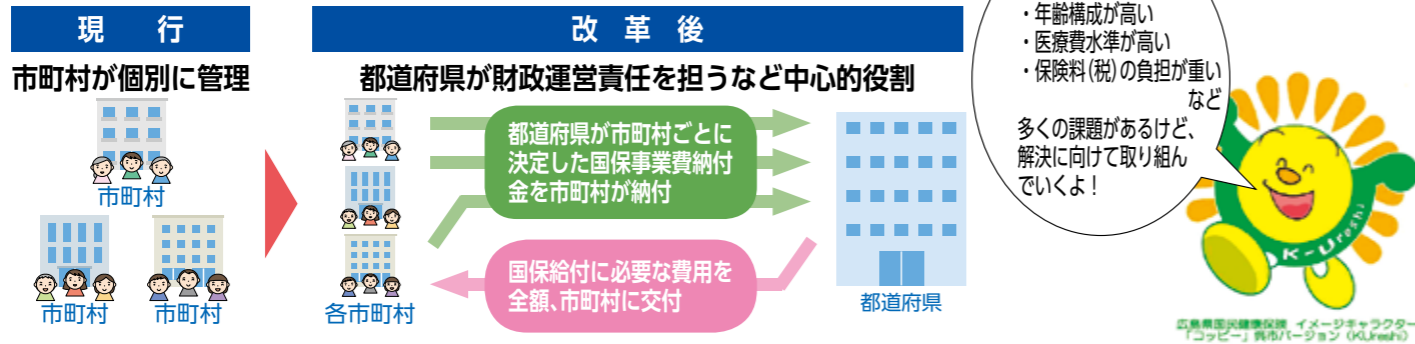 現 行
市町村が個別に管理
市町村
市町村
市町村
改 革 後
都道府県が財政運営責任を担うなど中心的役割
都道府県が市町村ごとに
決定した国保事業費納付
金を市町村が納付
国保給付に必要な費用を
全額、市町村に交付
各市町村
都道府県
・年齢構成が高い
・医療費水準が高い
・保険料(税)の負担が重い
など
多くの課題があるけど、
解決に向けて取り組ん
でいくよ！
K-Ureshi
広島県国民健康保険 イメージキャラクター
「コッピー」呉市バージョン (KUreshi)